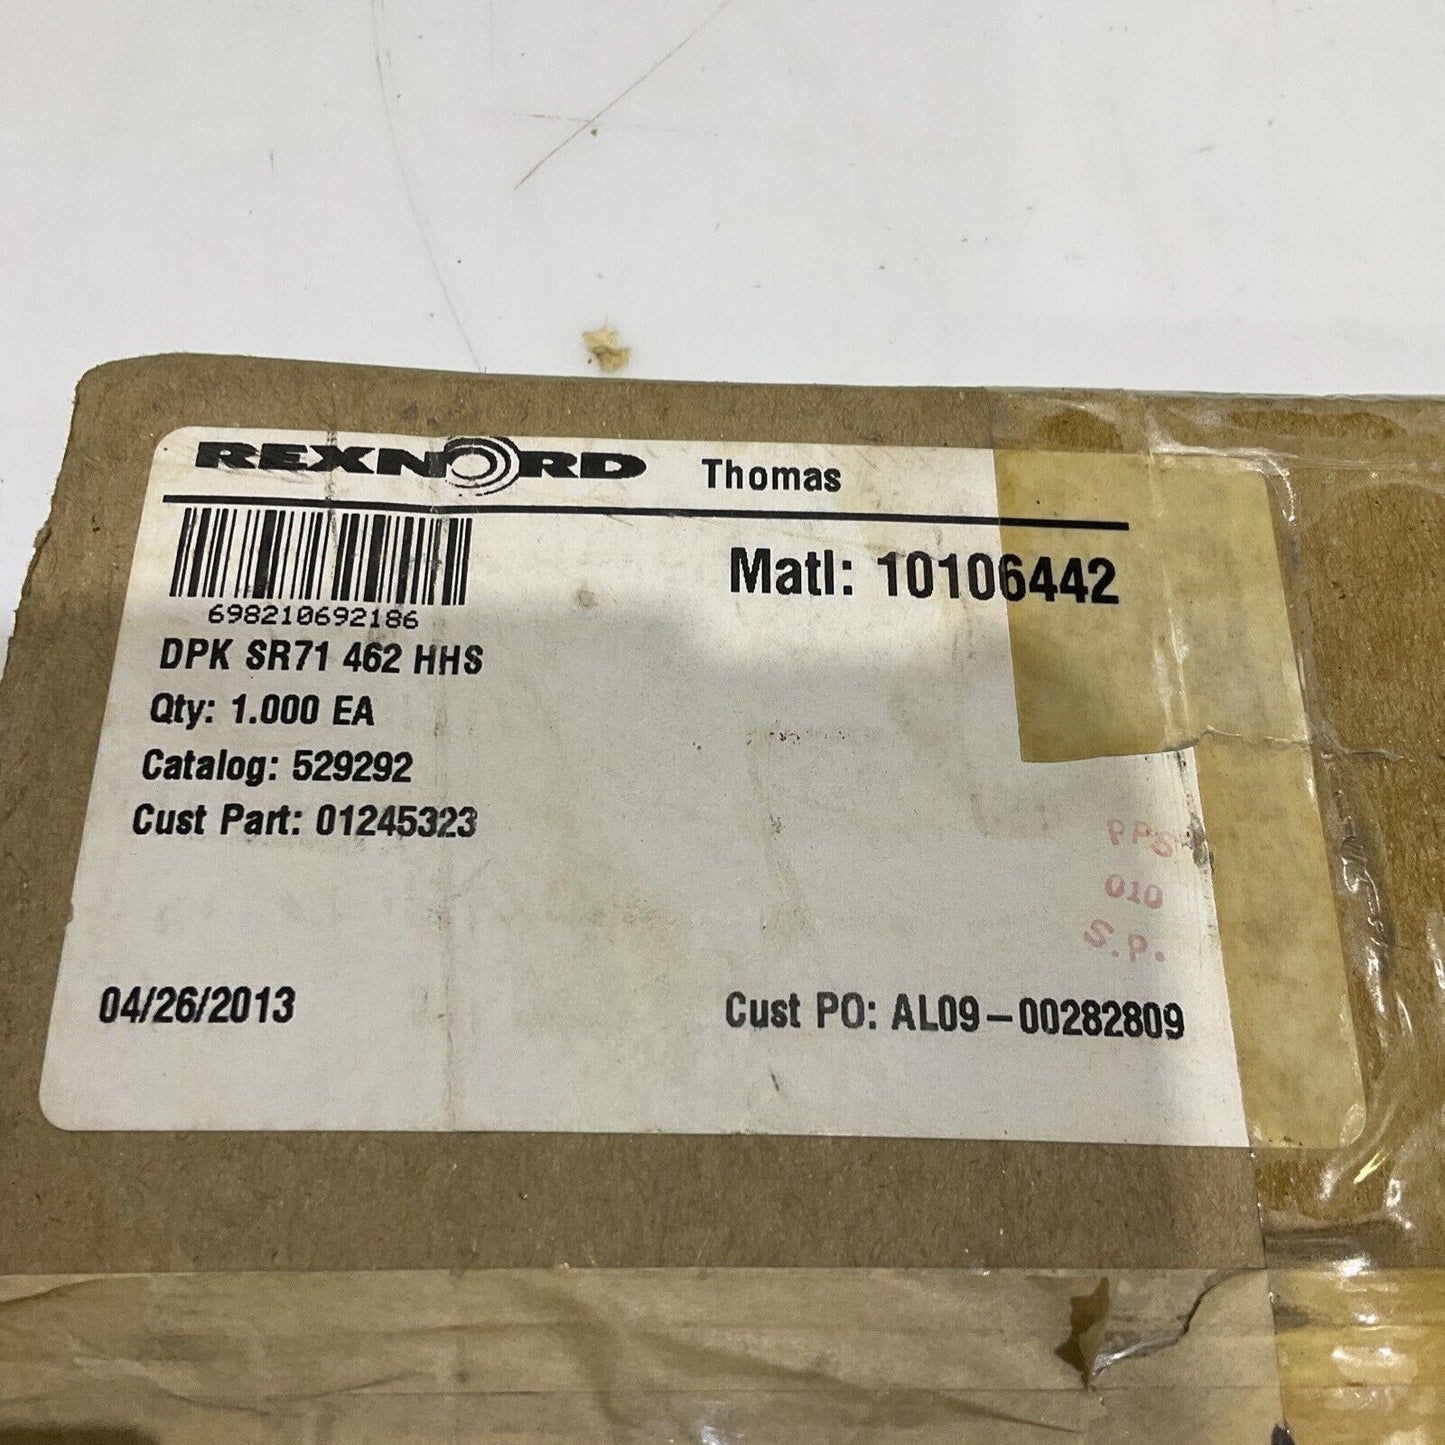 REXNORD Thomas
698210692186
Matl: 10106442
DPK SR71 462 HHS
Qty: 1.000 EA
Catalog: 529292
Cust Part: 01245323
PPS
010
S.P.
04/26/2013
Cust PO: AL09-00282809